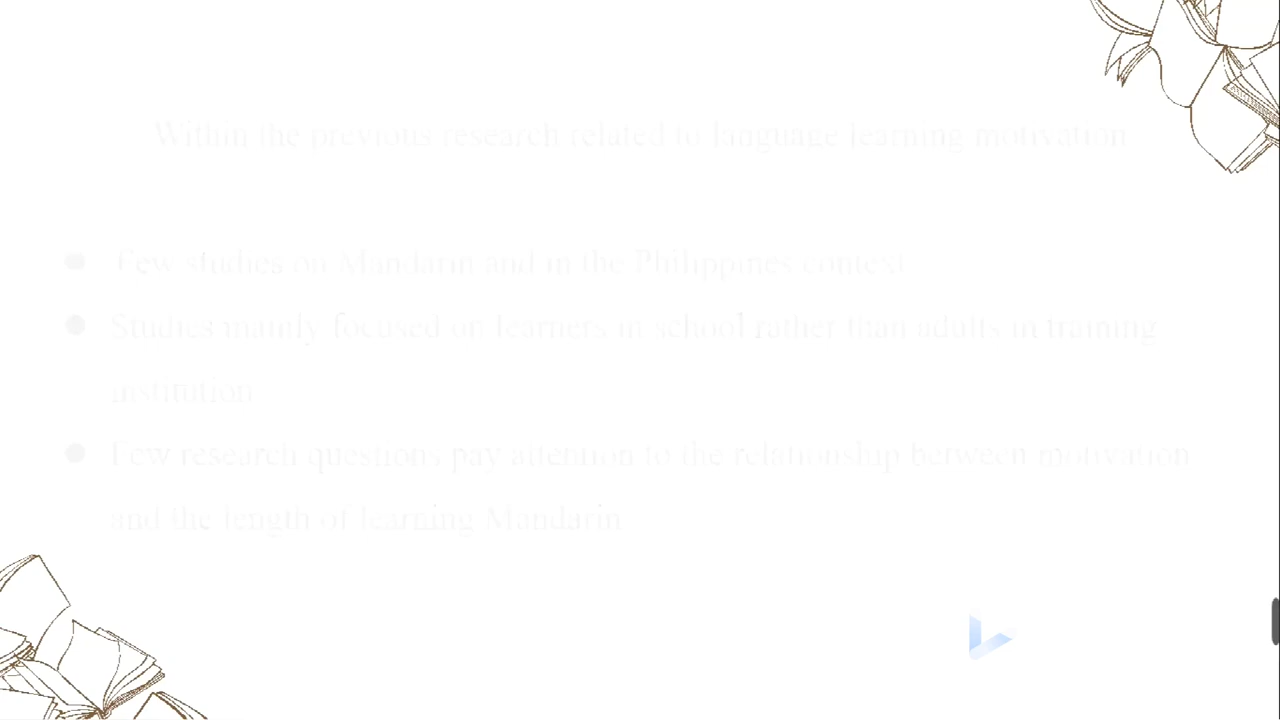 Within the previous research related to language learning motivation
Few studies on Mandarin and in the Philippines context
Studies mainly focused on learners in school rather than adults in training
institution
Few research questions pay attention to the relationship between motivation
and the length of learning Mandarin